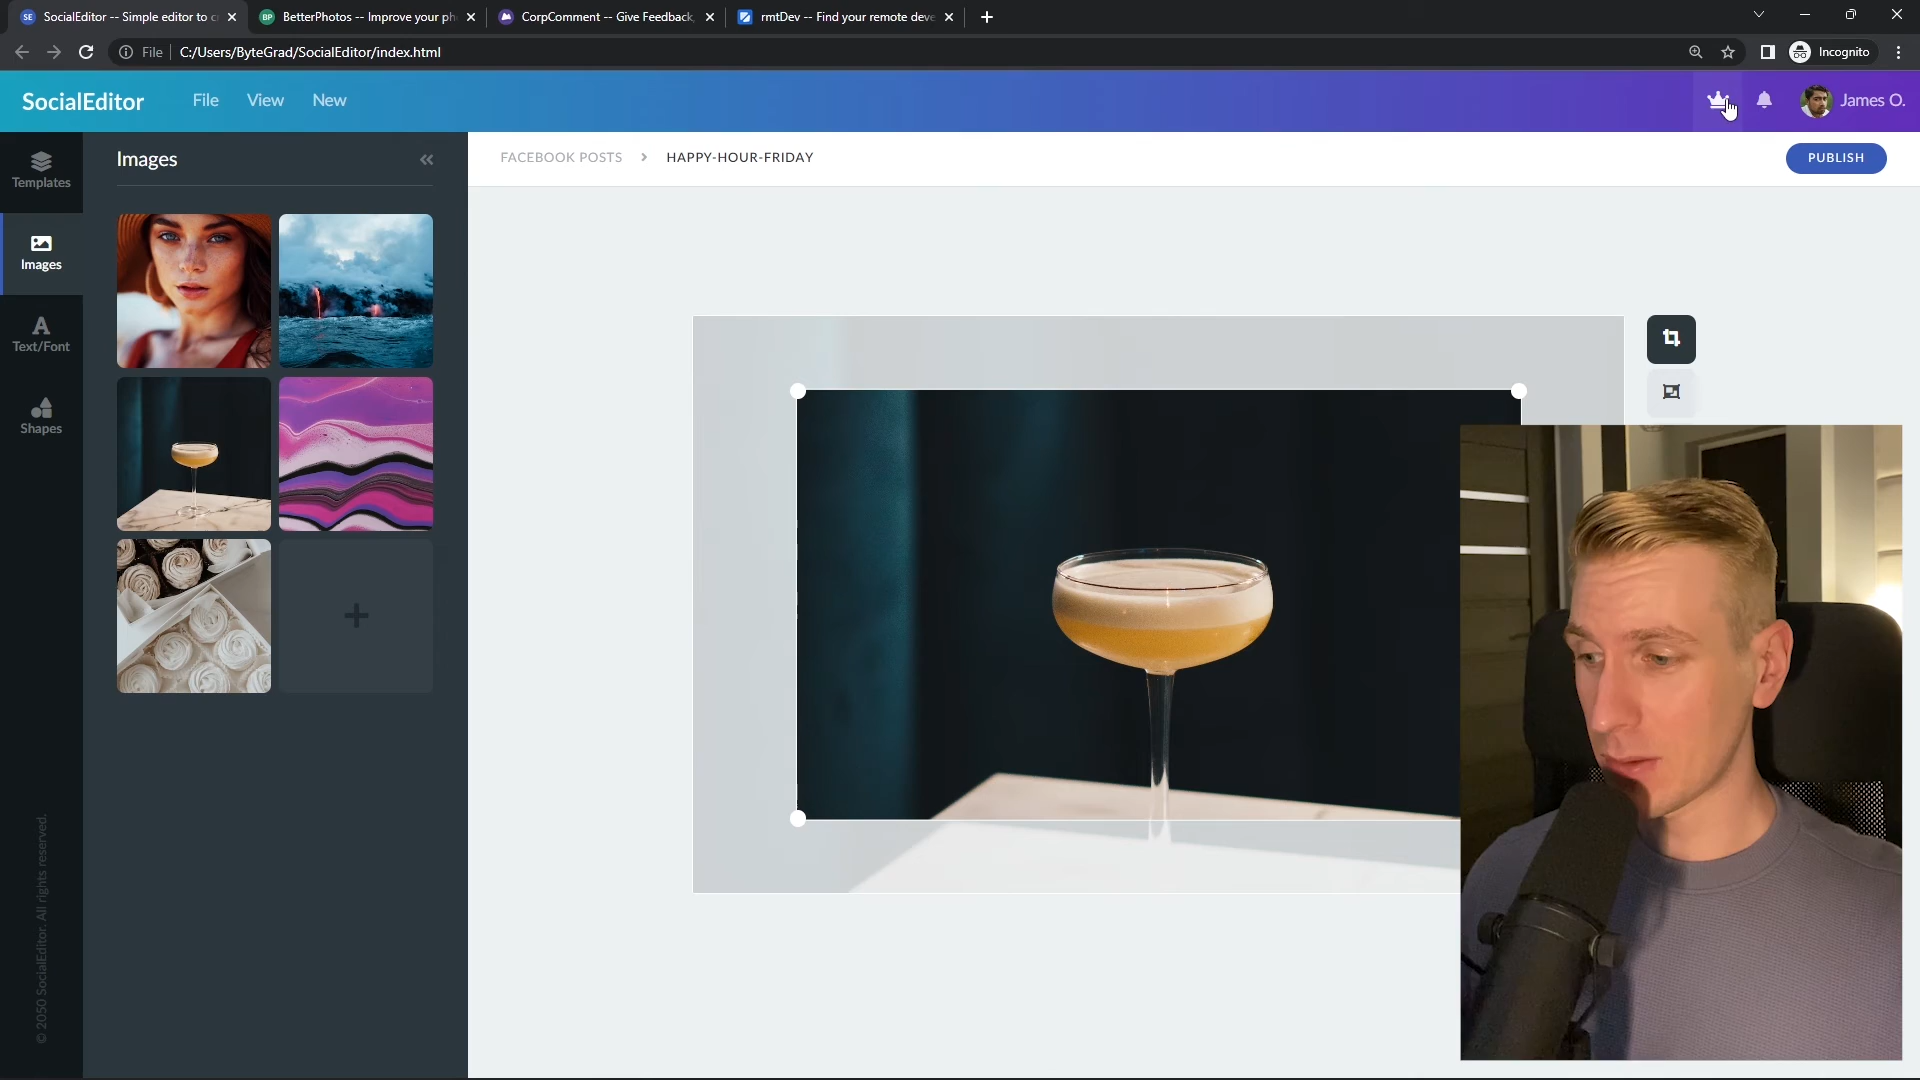 SE SocialEditor -- Simple editor to c
BP BetterPhotos -- Improve your ph
CorpComment -- Give Feedback,
rmtDev -- Find your remote deve
File C:/Users/ByteGrad/SocialEditor/index.html
Incognito
SocialEditor
File
View
New
James O.
Templates
Images
Text/Font
Shapes
© 2050 SocialEditor. All rights reserved.
Images
FACEBOOK POSTS > HAPPY-HOUR-FRIDAY
PUBLISH